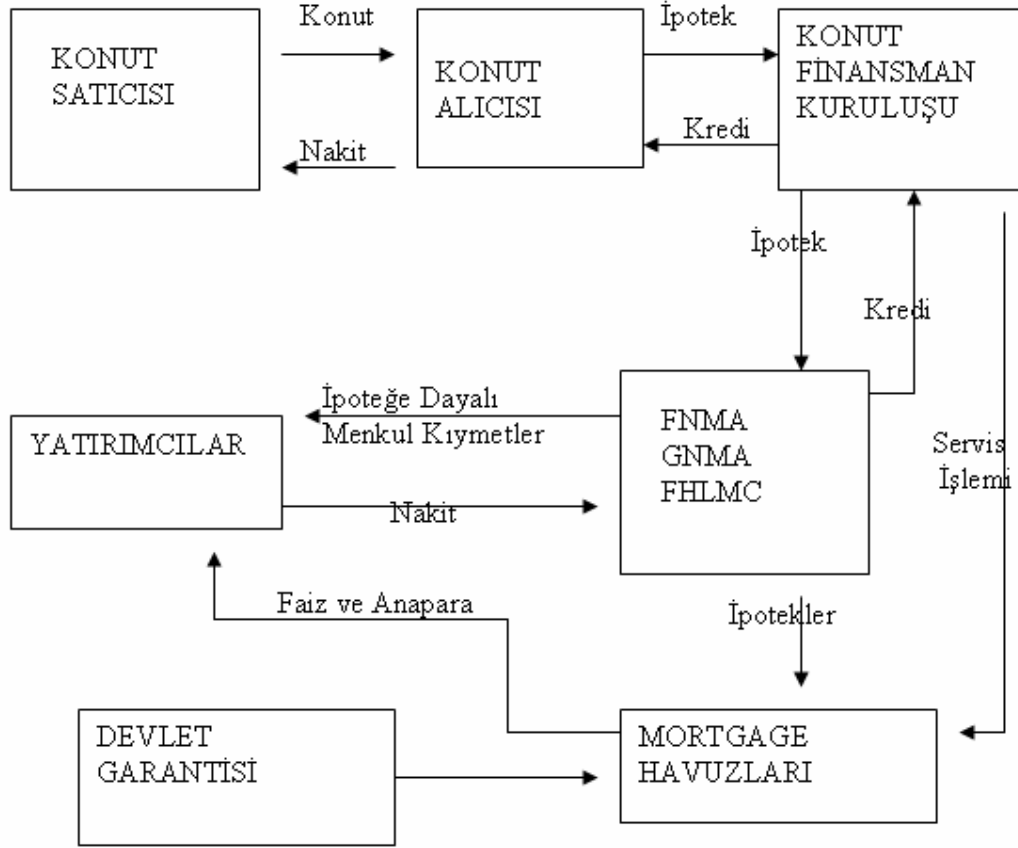 Konut
İpotek
KONUT
SATICISI
KONUT
ALICISI
KONUT
FİNANSMAN
KURULUŞU
Nakit
Kredi
İpotek
Kredi
İpoteğe Dayalı
Menkul Kıymetler
YATIRIMCILAR
FNMA
GNMA
FHLMC
Servis
İşlemi
Nakit
Faiz ve Anapara
İpotekler
DEVLET
GARANTİSİ
MORTGAGE
HAVUZLARI